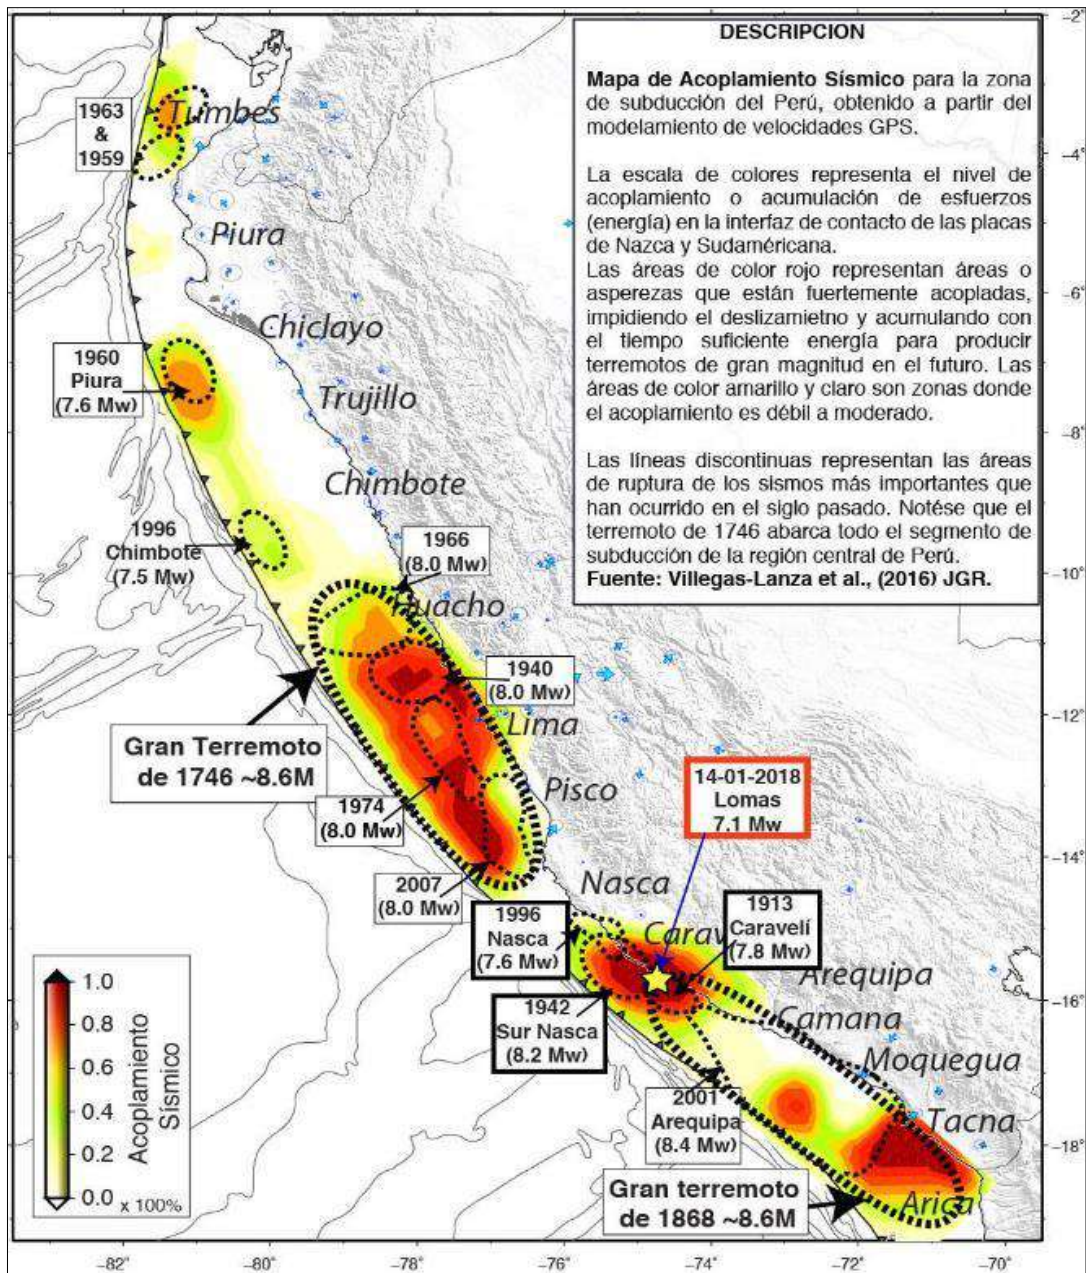 DESCRIPCION
Mapa de Acoplamiento Sísmico para la zona
de subducción del Perú, obtenido a partir del
modelamiento de velocidades GPS.
La escala de colores representa el nivel de
acoplamiento o acumulación de esfuerzos
(energía) en la interfaz de contacto de las placas
de Nazca y Sudaméricana.
Las áreas de color rojo representan áreas o
asperezas que están fuertemente acopladas,
impidiendo el deslizamietno y acumulando con
el tiempo suficiente energía para producir
terremotos de gran magnitud en el futuro. Las
áreas de color amarillo y claro son zonas donde
el acoplamiento es débil a moderado.
Las líneas discontinuas representan las áreas
de ruptura de los sismos más importantes que
han ocurrido en el siglo pasado. Notése que el
terremoto de 1746 abarca todo el segmento de
subducción de la región central de Perú.
Fuente: Villegas-Lanza et al., (2016) JGR.
1963
&
1959
Tumbes
Piura
Chiclayo
1960
Piura
(7.6 Mw)
Trujillo
Chimbote
1996
Chimbote
(7.5 Mw)
1966
(8.0 Mw)
Huacho
1940
(8.0 Mw)
Lima
Gran Terremoto
de 1746 ~8.6M
Pisco
1974
(8.0 Mw)
14-01-2018
Lomas
7.1 Mw
2007
(8.0 Mw)
Nasca
1996
Nasca
(7.6 Mw)
1913
Caravelí
(7.8 Mw)
Carav
Arequipa
1942
Sur Nasca
(8.2 Mw)
Camana
Moquegua
2001
Arequipa
(8.4 Mw)
Tacna
Gran terremoto
de 1868 ~8.6M
Arica
1.0
0.8
0.6
0.4
0.2
0.0
x 100%
Acoplamiento
Sísmico
-2°
-4°
-6°
-8°
-10°
-12°
-14°
-16°
-18°
-82°
-80°
-78°
-76°
-74°
-72°
-70°